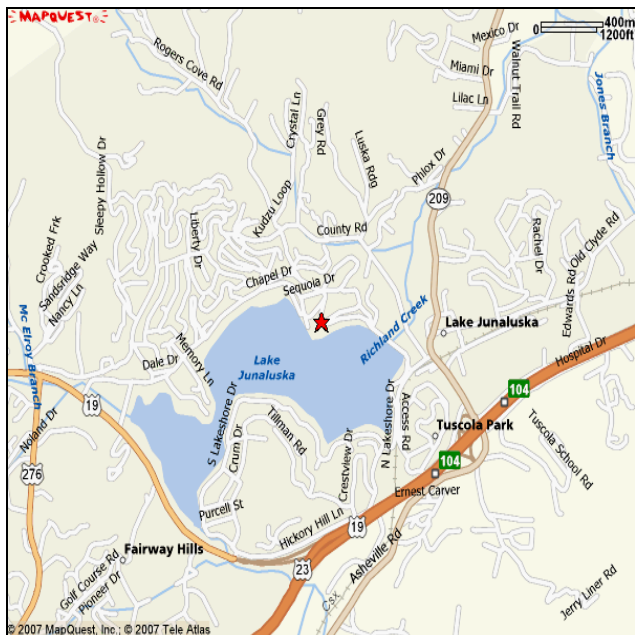 MAPQUEST
400m
0
1200ft
Mexico Dr
Miami Dr
Walnut Trail Rd
Lilac Ln
Jones Branch
Rogers Cove Rd
Crystal Ln
Grey Rd
Luska Rdg
Phlox Dr
209
Sleepy Hollow Dr
Kudzu Loop
County Rd
Liberty Dr
Crooked Frk
Sandsridge Way
Nancy Ln
Rachel Dr
Old Clyde Rd
Edwards Rd
Chapel Dr
Sequoia Dr
Richland Creek
Lake Junaluska
Hospital Dr
Mc Elroy Branch
Dale Dr
Memory Ln
Lake
Junaluska
104
19
S Lakeshore Dr
Crum Dr
Tillman Rd
Crestview Dr
N Lakeshore Dr
Access Rd
Tuscola Park
Tuscola School Rd
Noland Dr
276
104
Ernest Carver
Purcell St
Hickory Hill Ln
19
Fairway Hills
23
Asheville Rd
Golf Course Rd
Pioneer Dr
Csx
Jerry Liner Rd
© 2007 MapQuest, Inc.; © 2007 Tele Atlas